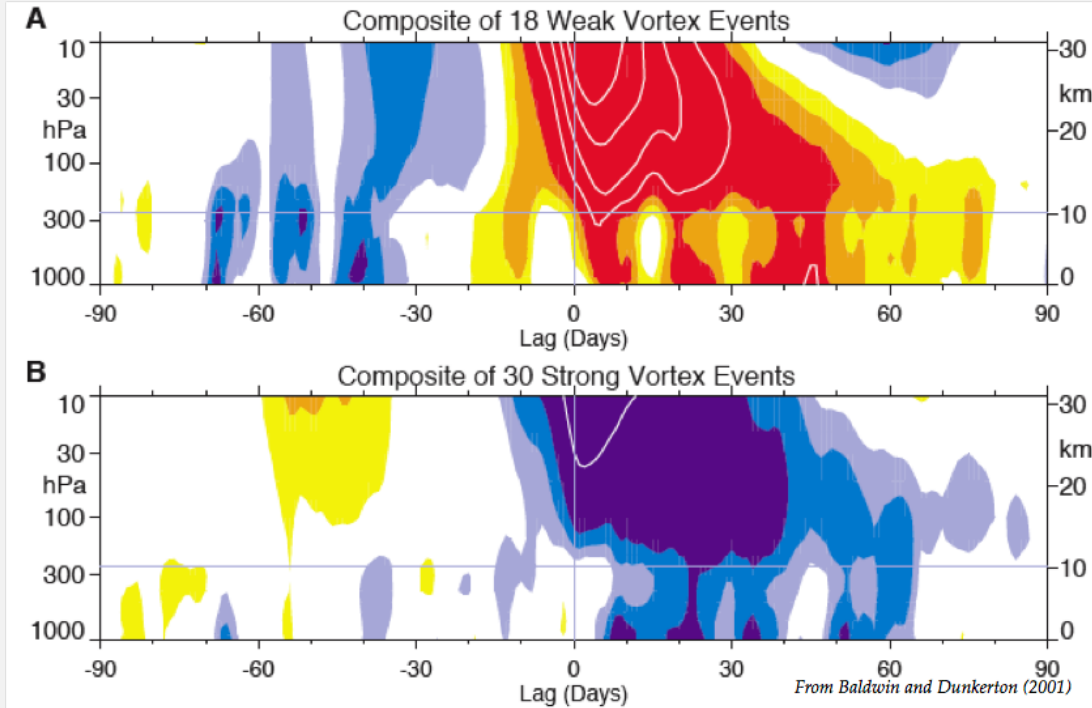 A Composite of 18 Weak Vortex Events
10 30
30 km
hPa 20
100
300 10
1000 0
-90 -60 -30 0 30 60 90
Lag (Days)
B Composite of 30 Strong Vortex Events
10 30
30 km
hPa 20
100
300 10
1000 0
-90 -60 -30 0 30 60 90
Lag (Days)
From Baldwin and Dunkerton (2001)